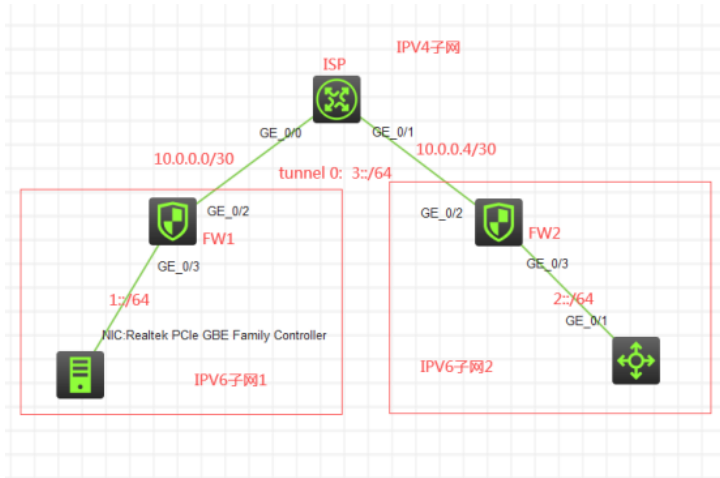 IPV4子网
ISP
GE_0/0
GE_0/1
10.0.0.0/30
10.0.0.4/30
tunnel 0: 3::/64
GE_0/2
GE_0/2
FW1
FW2
GE_0/3
GE_0/3
1::/64
2::/64
GE_0/1
NIC:Realtek PCIe GBE Family Controller
IPV6子网1
IPV6子网2